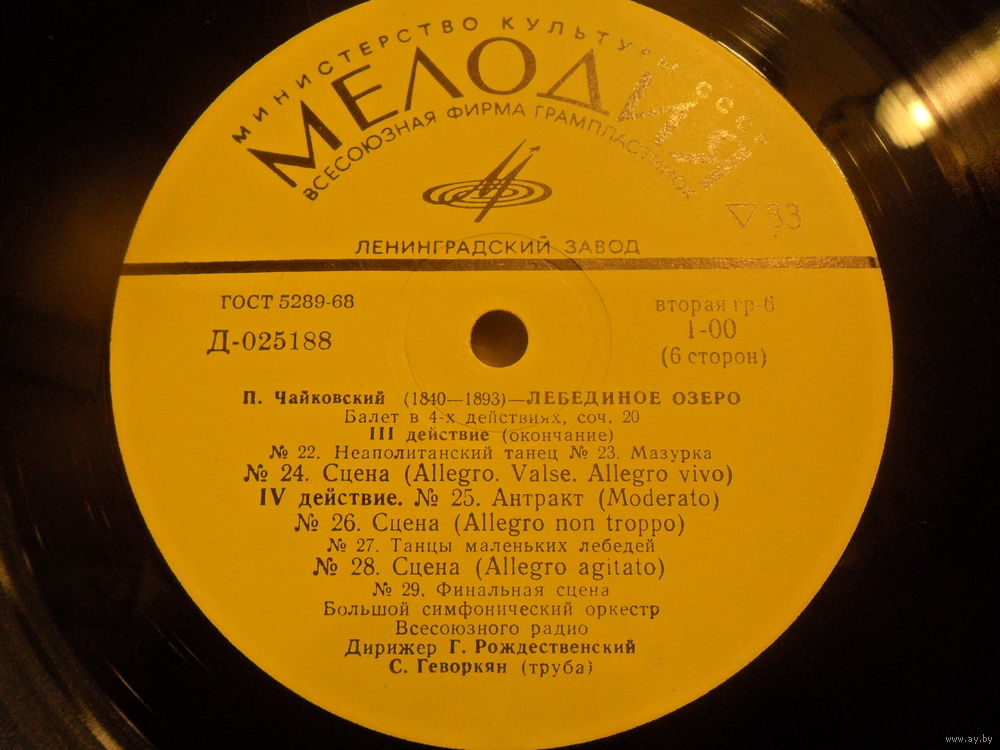 МИНИСТЕРСТВО КУЛЬТУРЫ СССР
МЕЛОДИЯ
ВСЕСОЮЗНАЯ ФИРМА ГРАМПЛАСТИНОК
33
ЛЕНИНГРАДСКИЙ ЗАВОД
ГОСТ 5289-68
Д-025188
вторая гр-6
1-00
(6 сторон)
П. Чайковский (1840—1893)—ЛЕБЕДИНОЕ ОЗЕРО
Балет в 4-х действиях, соч. 20
III действие (окончание)
№ 22. Неаполитанский танец № 23. Мазурка
№ 24. Сцена (Allegro. Valse. Allegro vivo)
IV действие. № 25. Антракт (Moderato)
№ 26. Сцена (Allegro non troppo)
№ 27. Танцы маленьких лебедей
№ 28. Сцена (Allegro agitato)
№ 29. Финальная сцена
Большой симфонический оркестр
Всесоюзного радио
Дирижер Г. Рождественский
С. Геворкян (труба)
www.ay.by